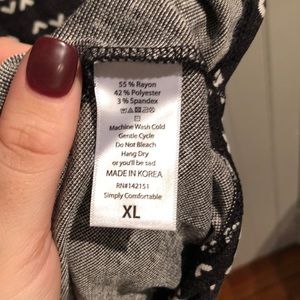 55 % Rayon
42 % Polyester
3 % Spandex
Machine Wash Cold
Gentle Cycle
Do Not Bleach
Hang Dry
or you'll be sad
MADE IN KOREA
RN#142151
Simply Comfortable
XL